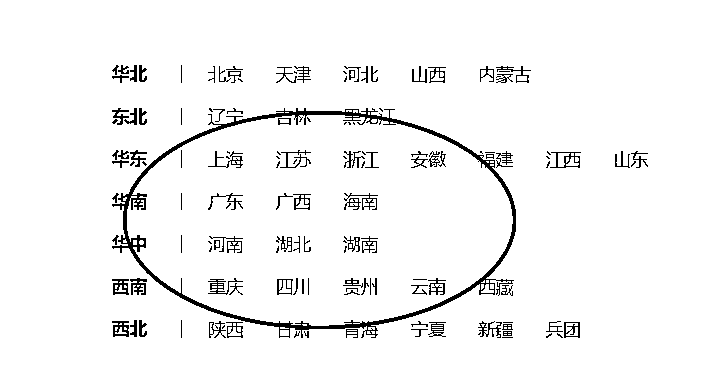 华北 | 北京 天津 河北 山西 内蒙古
东北 | 辽宁 吉林 黑龙江
华东 | 上海 江苏 浙江 安徽 福建 江西 山东
华南 | 广东 广西 海南
华中 | 河南 湖北 湖南
西南 | 重庆 四川 贵州 云南 西藏
西北 | 陕西 甘肃 青海 宁夏 新疆 兵团